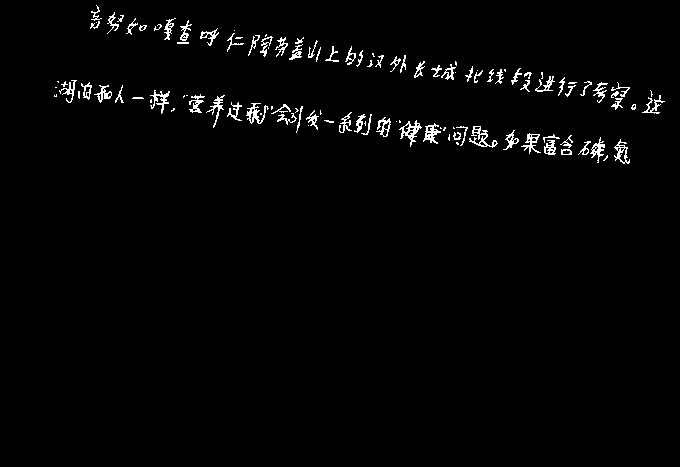 音努如嘎查呼仁陶劳盖山上的汉外长城北线段进行了考察。这
湖泊和人一样，“营养过剩”会引发一系列的“健康”问题。如果富含磷，氮